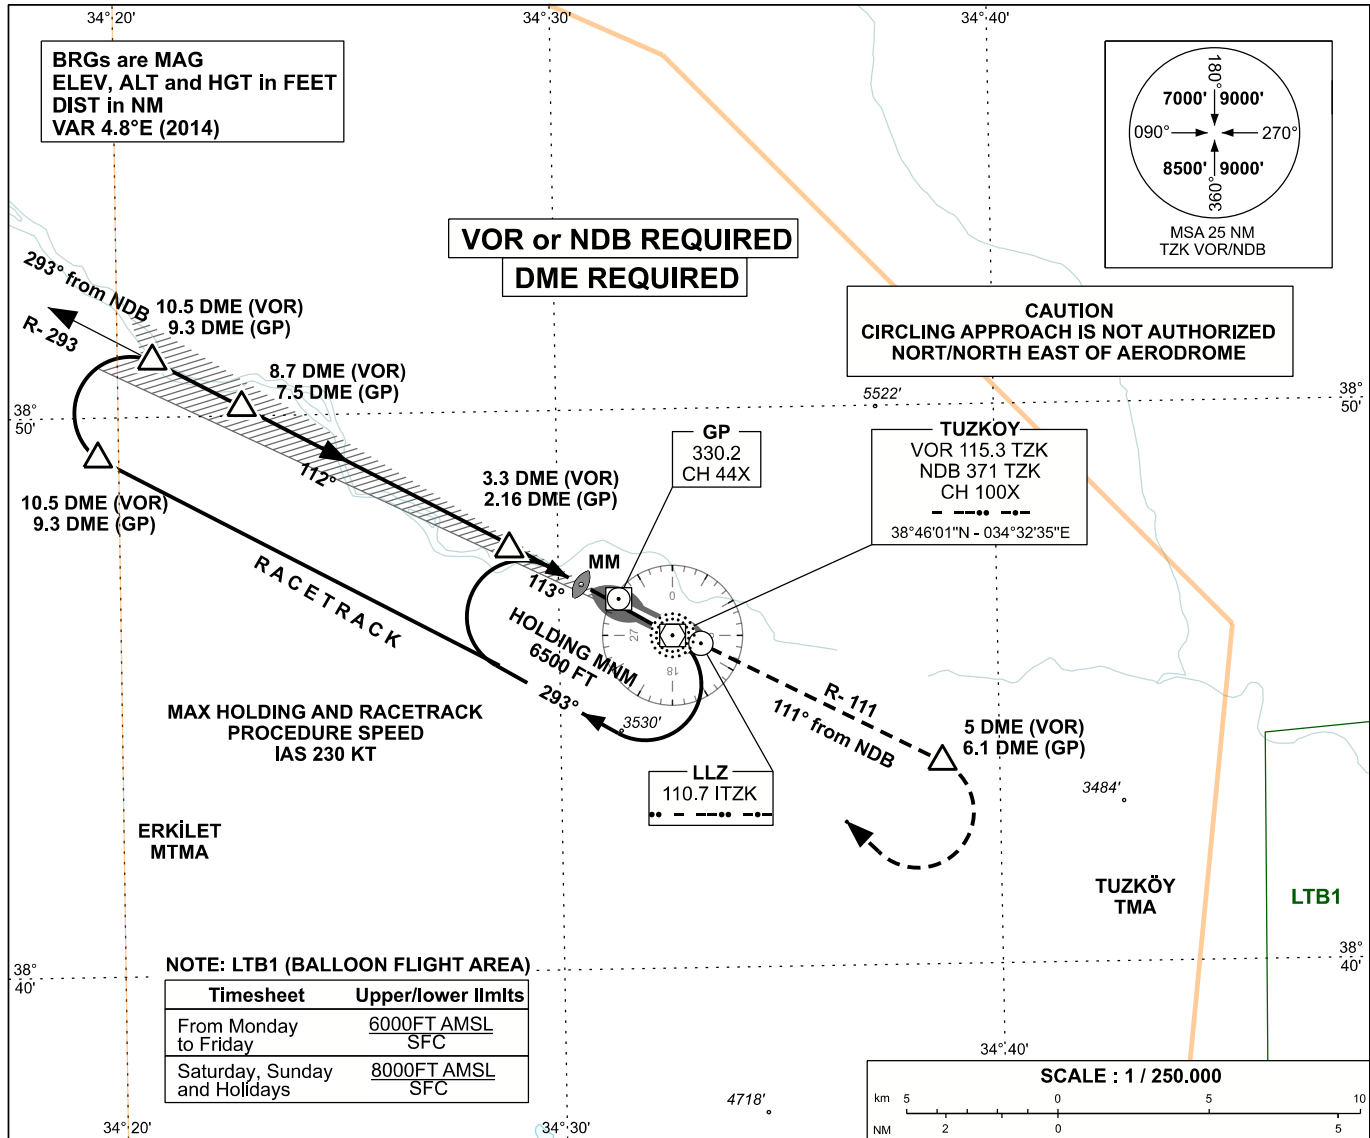 34°20'
34°30'
34°40'
BRGs are MAG
ELEV, ALT and HGT in FEET
DIST in NM
VAR 4.8°E (2014)
180°
7000' 9000'
090° 270°
8500' 9000'
360°
MSA 25 NM
TZK VOR/NDB
VOR or NDB REQUIRED
DME REQUIRED
293° from NDB
R- 293
10.5 DME (VOR)
9.3 DME (GP)
CAUTION
CIRCLING APPROACH IS NOT AUTHORIZED
NORT/NORTH EAST OF AERODROME
8.7 DME (VOR)
7.5 DME (GP)
38°
50'
5522'
38°
50'
GP
330.2
CH 44X
TUZKOY
VOR 115.3 TZK
NDB 371 TZK
CH 100X
38°46'01"N - 034°32'35"E
112°
3.3 DME (VOR)
2.16 DME (GP)
10.5 DME (VOR)
9.3 DME (GP)
RACETRACK
MM
113°
0
27
18
HOLDING MNM
6500 FT
293°
3530'
R- 111
111° from NDB
5 DME (VOR)
6.1 DME (GP)
MAX HOLDING AND RACETRACK
PROCEDURE SPEED
IAS 230 KT
LLZ
110.7 ITZK
3484'
ERKİLET
MTMA
TUZKÖY
TMA
LTB1
38°
40'
38°
40'
NOTE: LTB1 (BALLOON FLIGHT AREA)
Timesheet Upper/lower lImIts
From Monday
to Friday
6000FT AMSL
SFC
Saturday, Sunday
and Holidays
8000FT AMSL
SFC
4718'
34°40'
SCALE : 1 / 250.000
km 5 0 5 10
NM 2 0 5
34°20'
34°30'